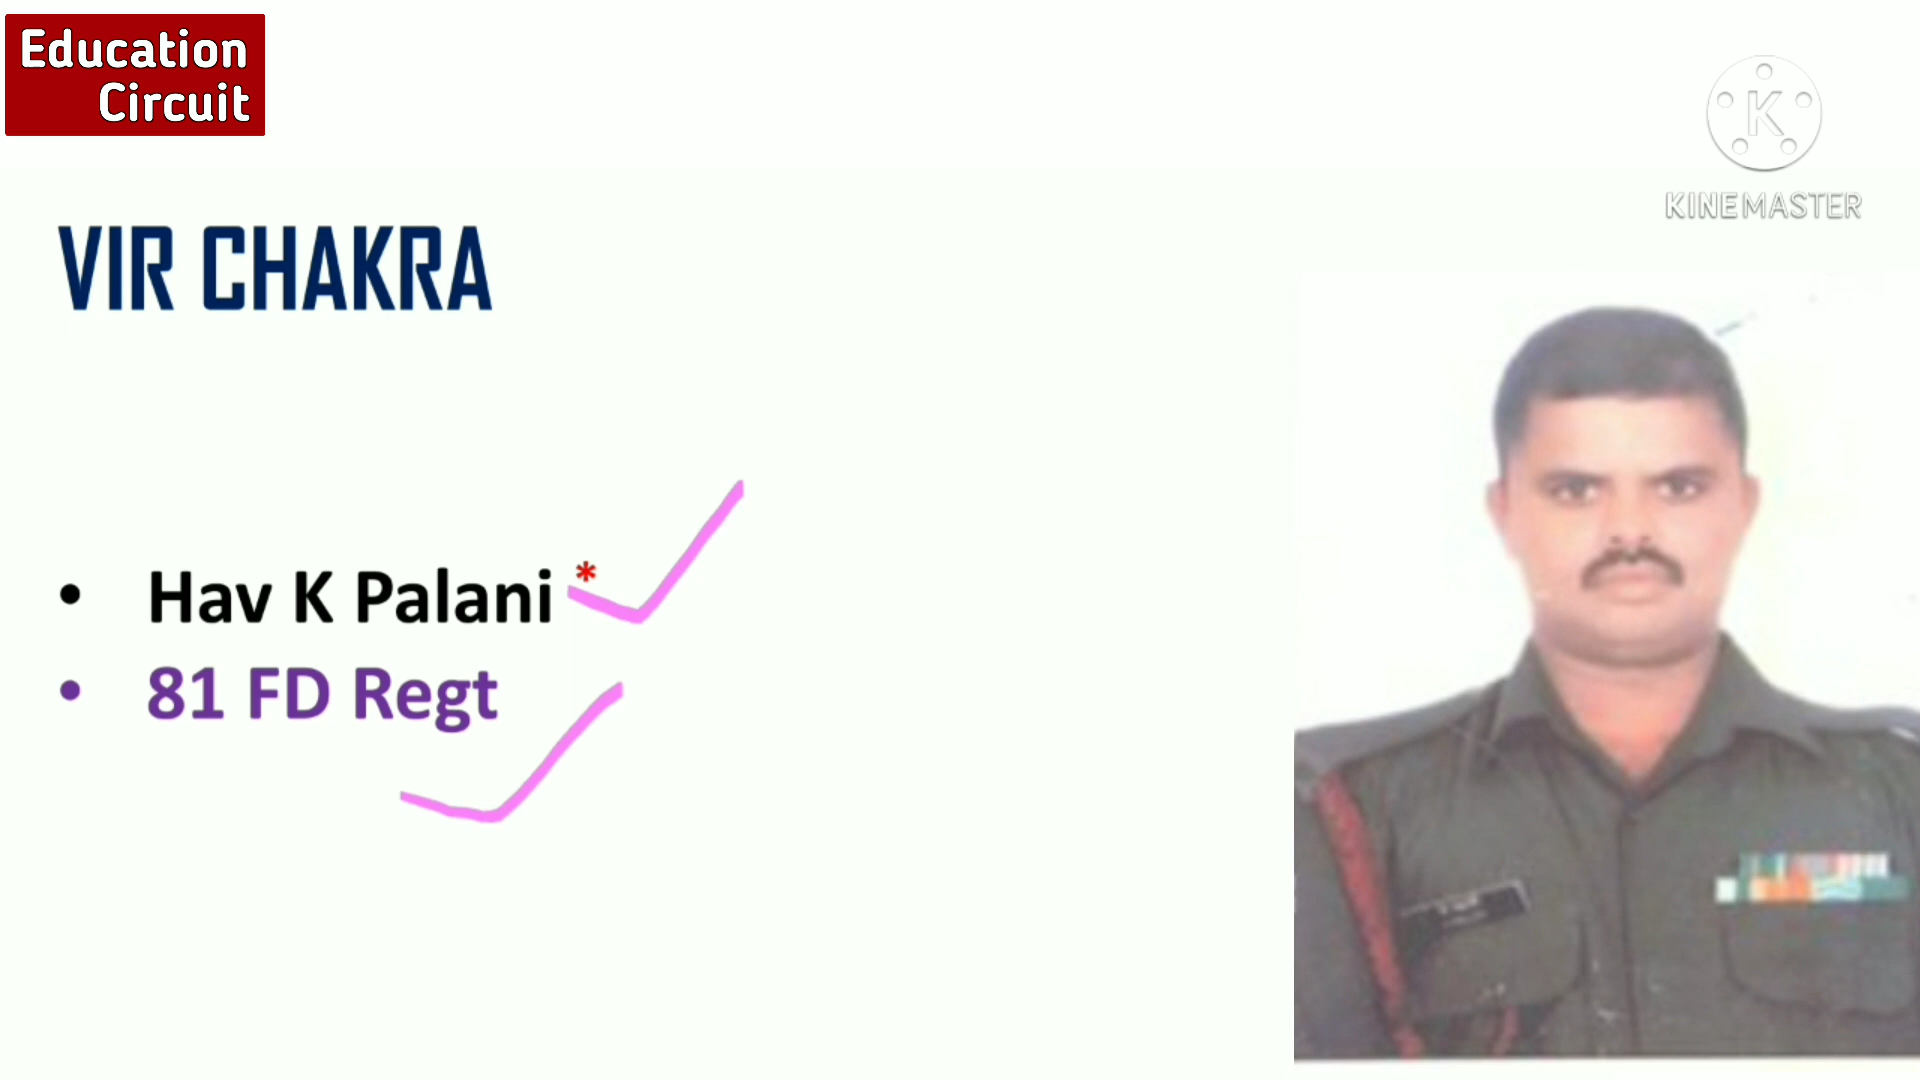 Education
Circuit
K
KINEMASTER
VIR CHAKRA
• Hav K Palani *
• 81 FD Regt